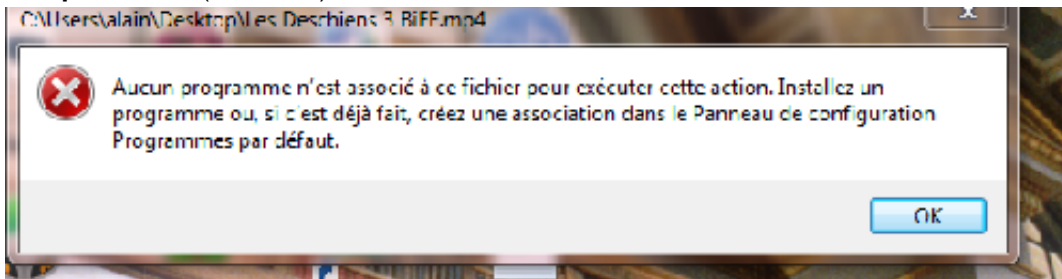 C:\Users\alain\Desktop\Les Deschiens 3 BiFF.mp4
Aucun programme n'est associé à ce fichier pour exécuter cette action. Installez un
programme ou, si c'est déjà fait, créez une association dans le Panneau de configuration
Programmes par défaut.
OK